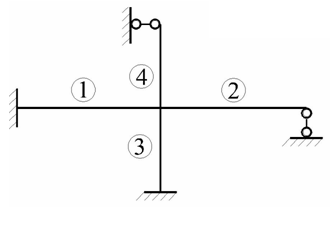 ④
① ②
③